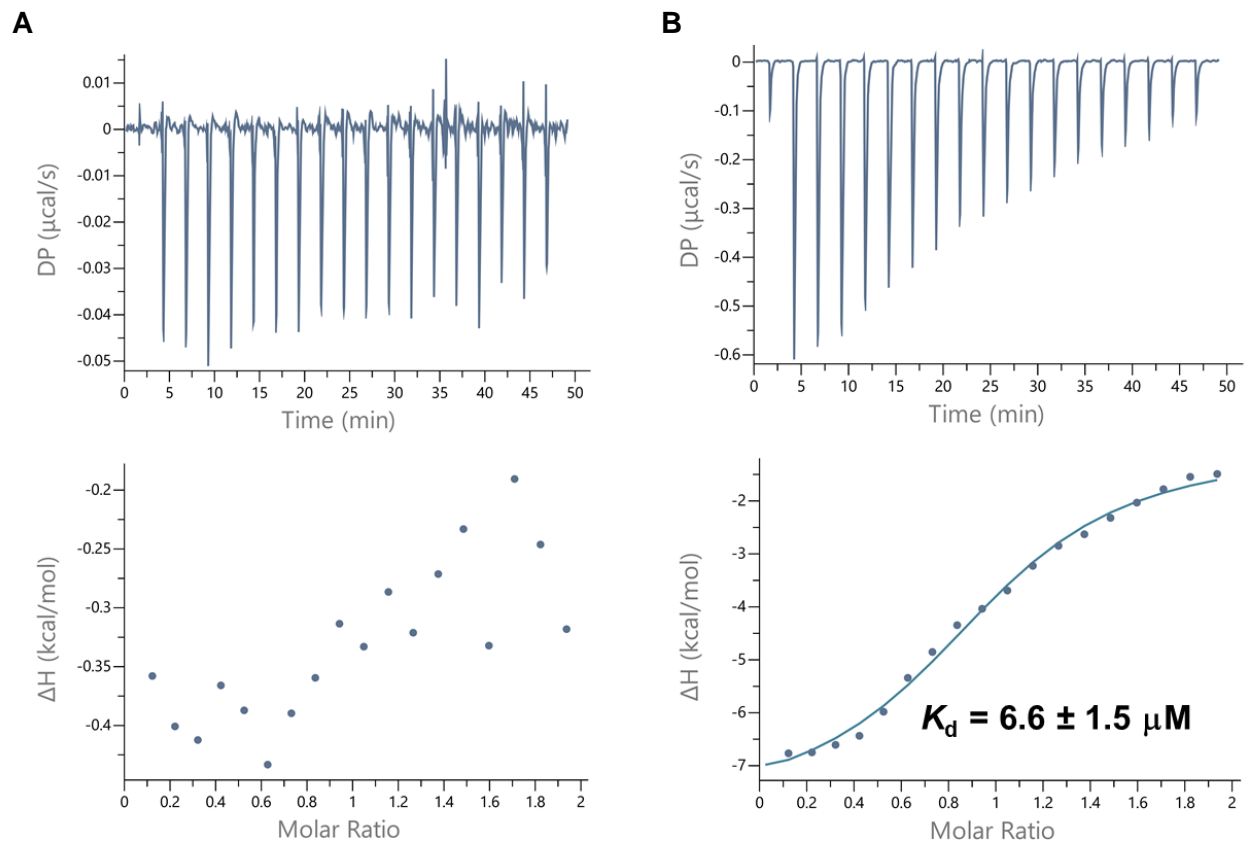 A
0.01
0
-0.01
-0.02
-0.03
-0.04
-0.05
DP (μcal/s)
0 5 10 15 20 25 30 35 40 45 50
Time (min)
-0.2
-0.25
-0.3
-0.35
-0.4
ΔH (kcal/mol)
0 0.2 0.4 0.6 0.8 1 1.2 1.4 1.6 1.8 2
Molar Ratio
B
0
-0.1
-0.2
-0.3
-0.4
-0.5
-0.6
DP (μcal/s)
0 5 10 15 20 25 30 35 40 45 50
Time (min)
-2
-3
-4
-5
-6
-7
ΔH (kcal/mol)
Kd = 6.6 ± 1.5 μM
0 0.2 0.4 0.6 0.8 1 1.2 1.4 1.6 1.8 2
Molar Ratio